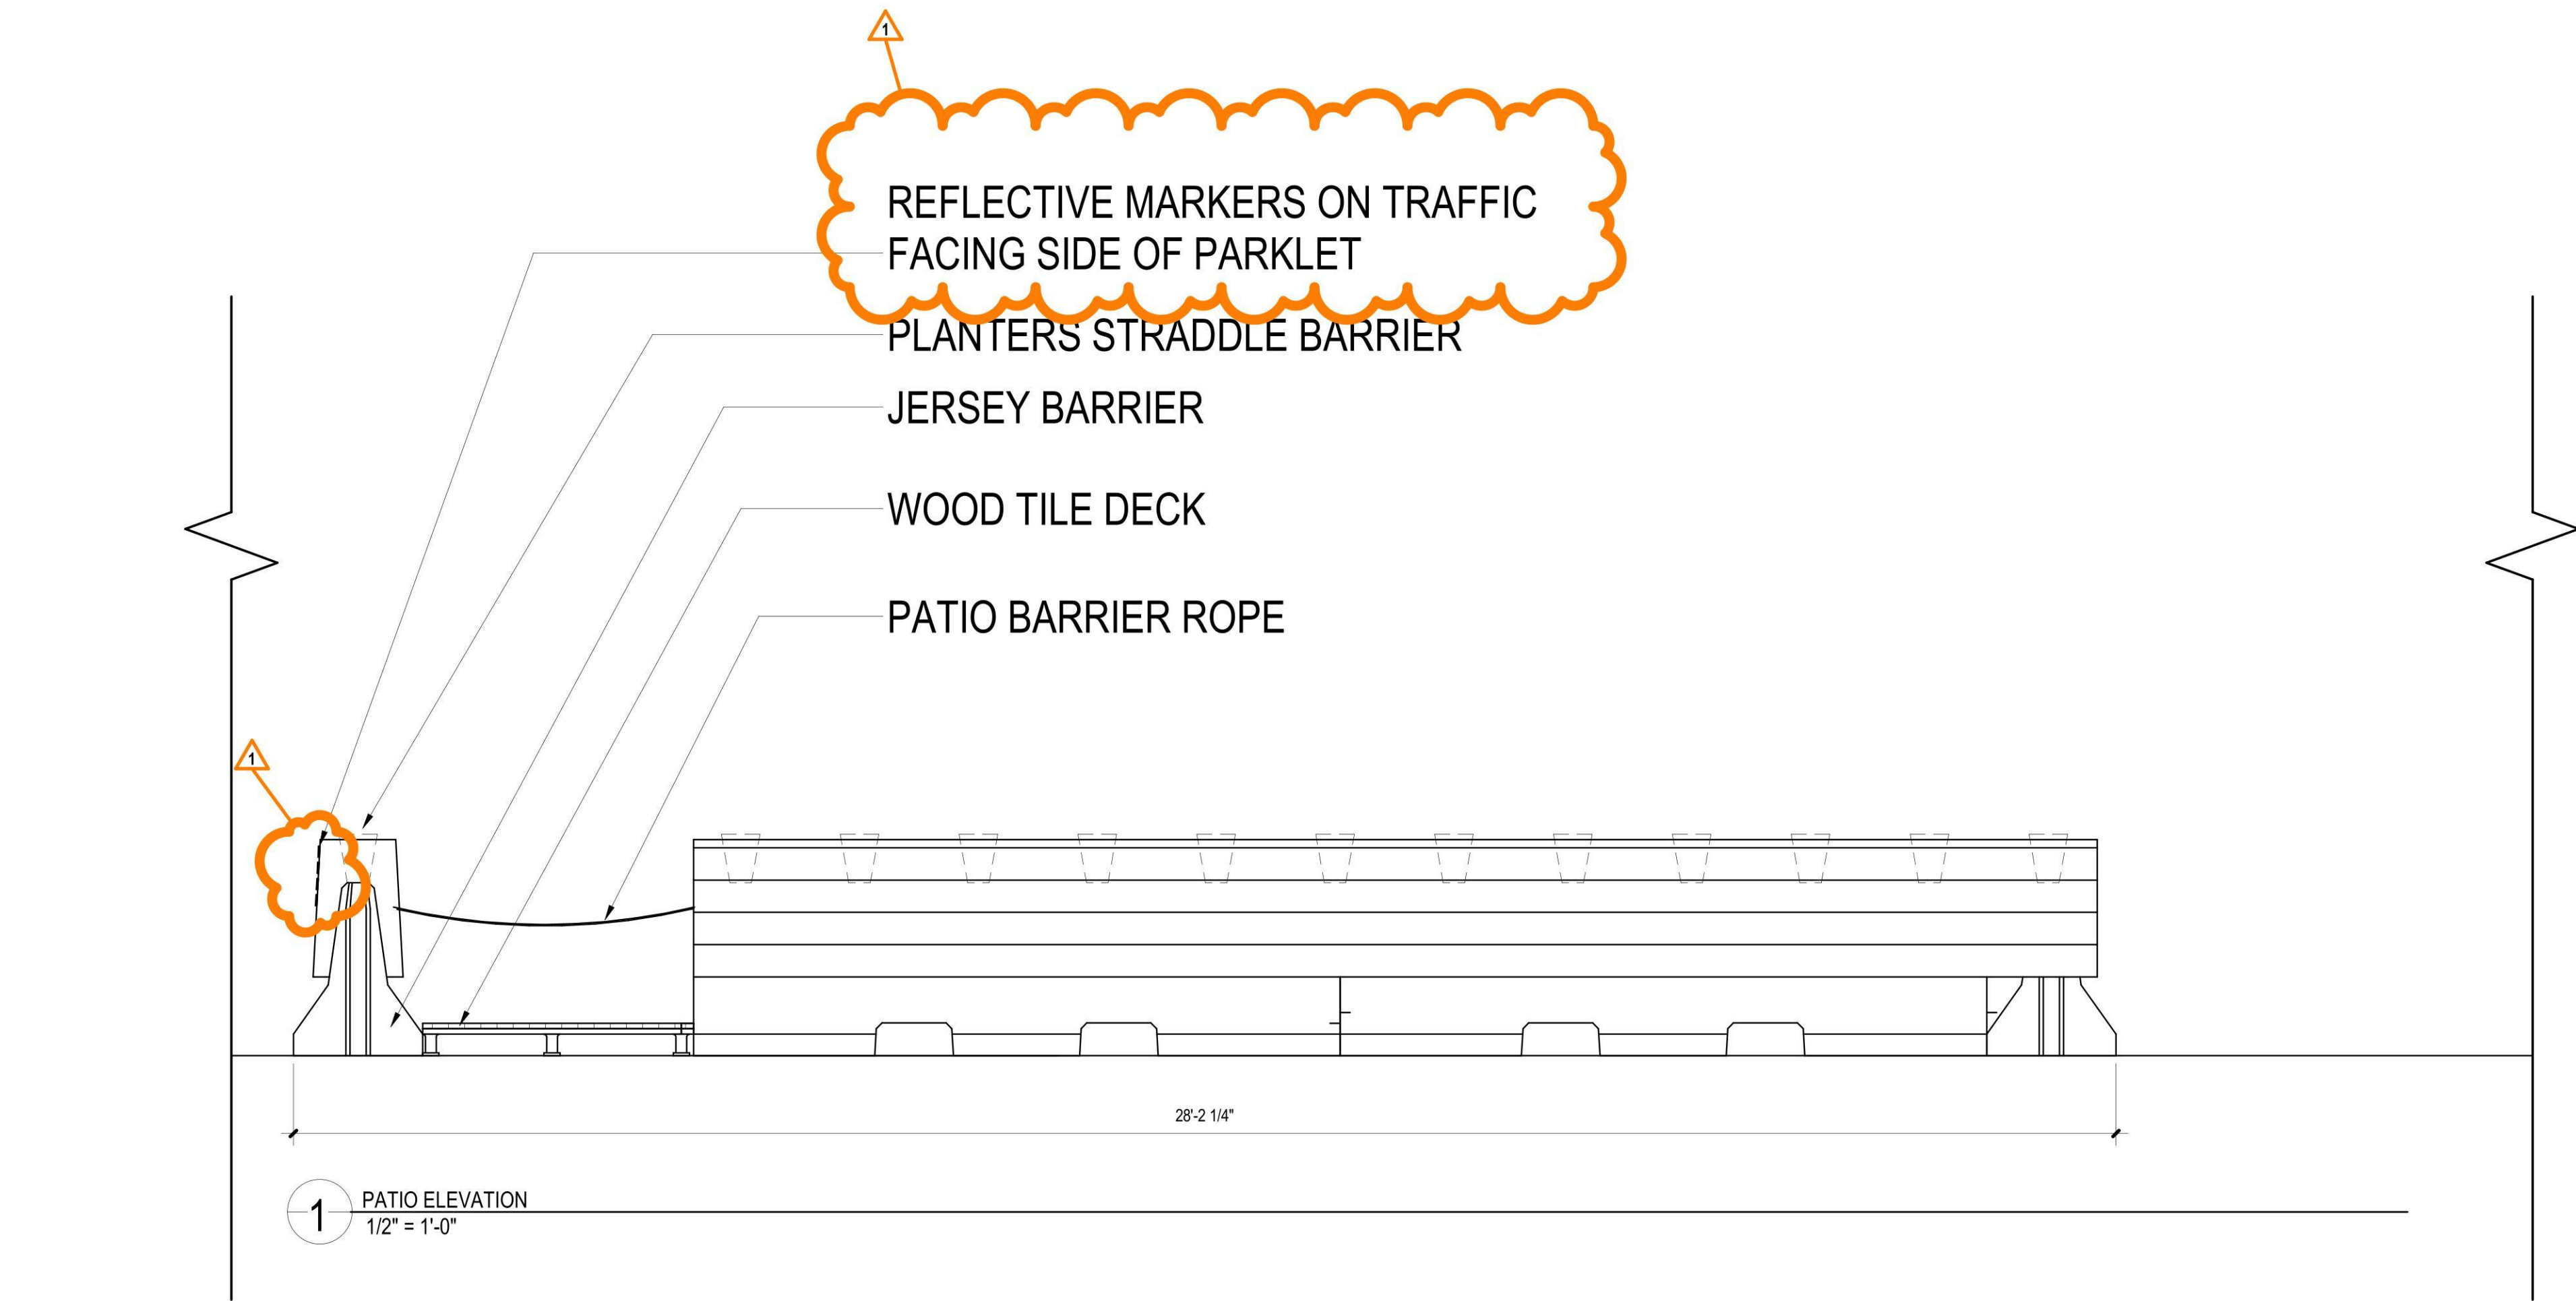 1
REFLECTIVE MARKERS ON TRAFFIC
FACING SIDE OF PARKLET
PLANTERS STRADDLE BARRIER
JERSEY BARRIER
WOOD TILE DECK
PATIO BARRIER ROPE
1
28'-2 1/4"
1
PATIO ELEVATION
1/2" = 1'-0"